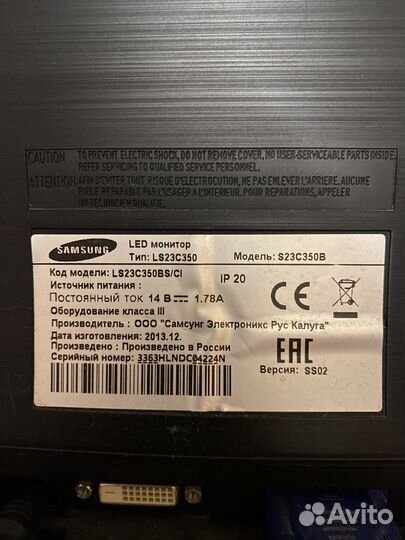 CAUTION
TO PREVENT ELECTRIC SHOCK, DO NOT REMOVE COVER. NO USER-SERVICEABLE PARTS INSIDE.
REFER SERVICING TO QUALIFIED SERVICE PERSONNEL.
ATTENTION
AFIN D'EVITER TOUT RISQUE D'ELECTROCUTION, NE PAS ENLEVER L'ARRIERE. AUCUNE
PIECE REPARABLE PAR L'USAGER A L'INTERIEUR. POUR REPARATIONS, APPELER
UN TECHNICIEN QUALIFIE.
SAMSUNG
LED монитор
Тип: LS23C350
Модель: S23C350B
Код модели: LS23C350BS/CI
IP 20
Источник питания :
Постоянный ток 14 В 1.78A
Оборудование класса III
CE
Производитель : ООО "Самсунг Электроникс Рус Калуга"
Дата изготовления: 2013.12.
Произведено : Произведено в России
Серийный номер: 3363HLNDC04224N
EAC
Версия: SS02
Avito